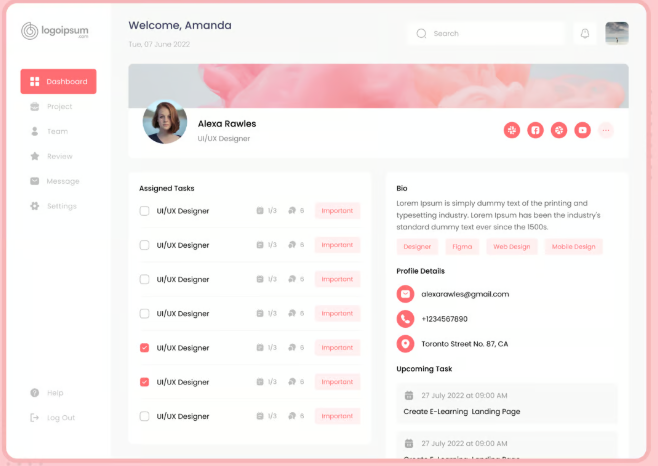 logoipsum
.com
Welcome, Amanda
Tue, 07 June 2022
Search
Dashboard
Project
Team
Review
Message
Settings
Help
Log Out
Alexa Rawles
UI/UX Designer
Assigned Tasks
UI/UX Designer 1/3 6 Important
UI/UX Designer 1/3 6 Important
UI/UX Designer 1/3 6 Important
UI/UX Designer 1/3 6 Important
UI/UX Designer 1/3 6 Important
UI/UX Designer 1/3 6 Important
UI/UX Designer 1/3 6 Important
Bio
Lorem Ipsum is simply dummy text of the printing and
typesetting industry. Lorem Ipsum has been the industry's
standard dummy text ever since the 1500s.
Designer Figma Web Design Mobile Design
Profile Details
alexarawles@gmail.com
+1234567890
Toronto Street No. 87, CA
Upcoming Task
27 July 2022 at 09.00 AM
Create E-Learning Landing Page
27 July 2022 at 09.00 AM
Create E-Learning Landing Page